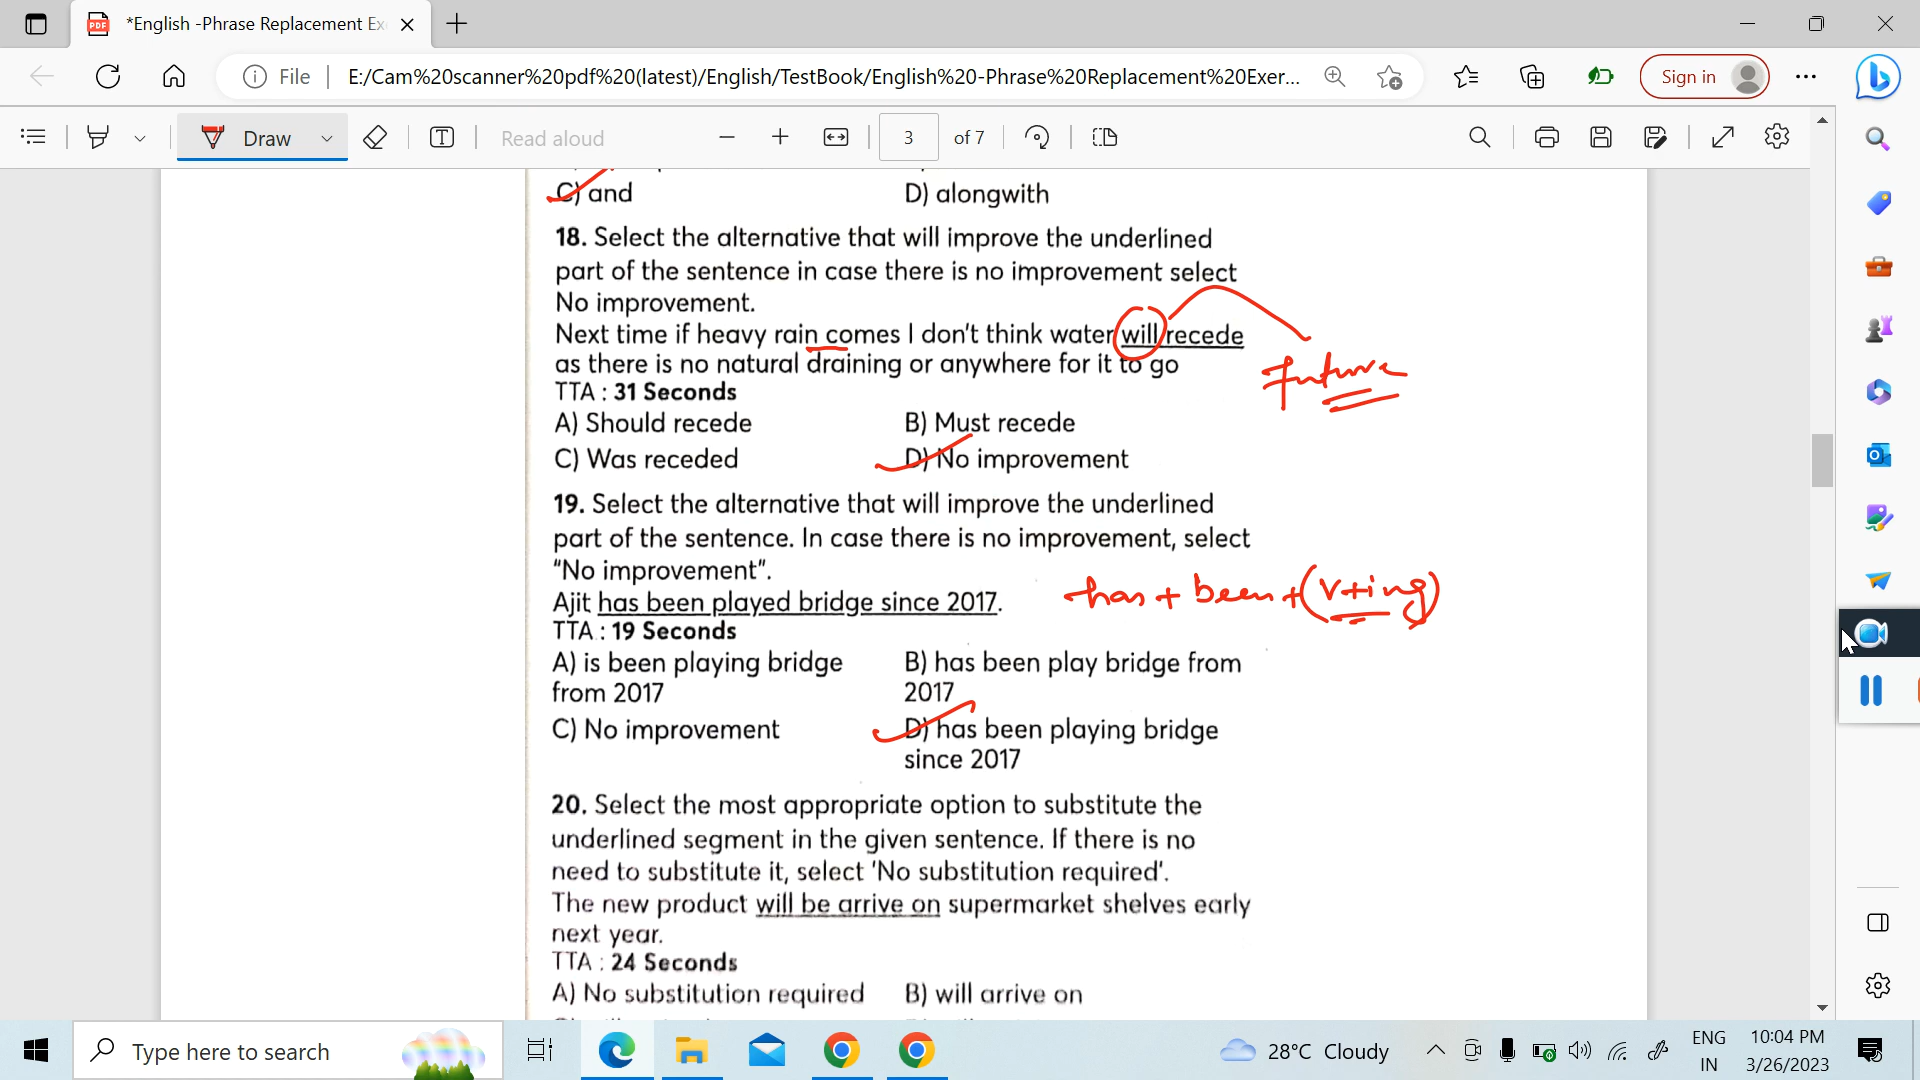 *English -Phrase Replacement Ex
File
E:/Cam%20scanner%20pdf%20(latest)/English/TestBook/English%20-Phrase%20Replacement%20Exer...
Sign in
Draw
Read aloud
3
of 7
C) and
D) alongwith
18. Select the alternative that will improve the underlined
part of the sentence in case there is no improvement select
No improvement.
Next time if heavy rain comes I don't think water will recede
as there is no natural draining or anywhere for it to go
future
TTA : 31 Seconds
A) Should recede
B) Must recede
C) Was receded
D) No improvement
19. Select the alternative that will improve the underlined
part of the sentence. In case there is no improvement, select
"No improvement".
Ajit has been played bridge since 2017.
has + been + (v+ing)
TTA : 19 Seconds
A) is been playing bridge
from 2017
B) has been play bridge from
2017
C) No improvement
D) has been playing bridge
since 2017
20. Select the most appropriate option to substitute the
underlined segment in the given sentence. If there is no
need to substitute it, select 'No substitution required'.
The new product will be arrive on supermarket shelves early
next year.
TTA : 24 Seconds
A) No substitution required
B) will arrive on
Type here to search
28°C Cloudy
ENG
IN
10:04 PM
3/26/2023